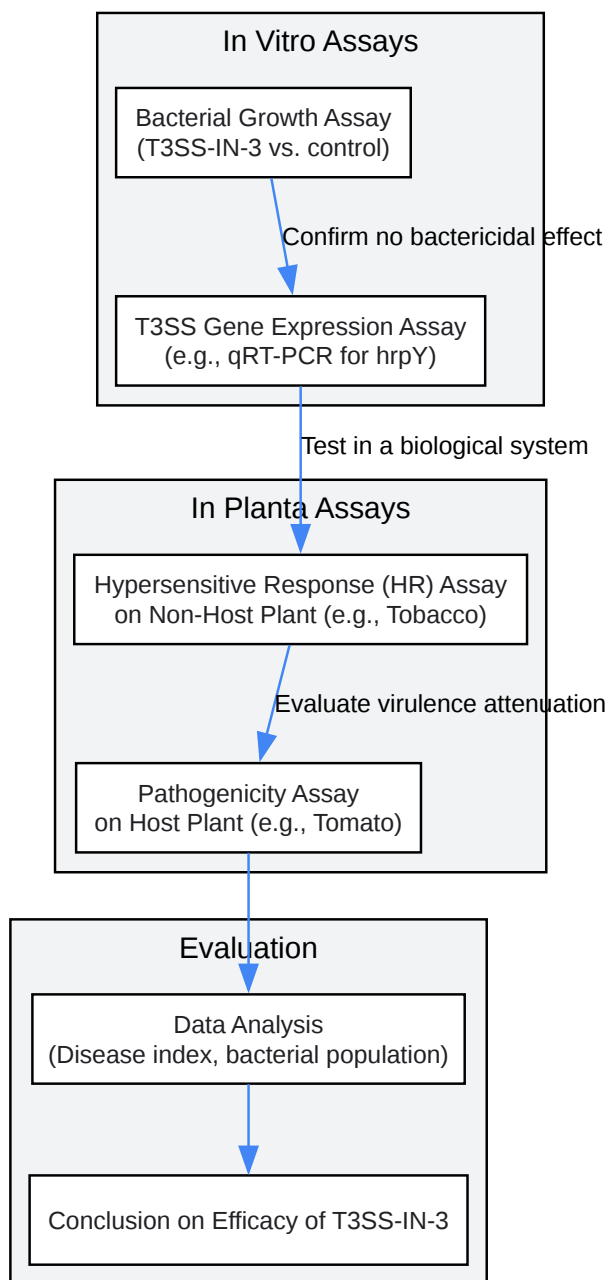 In Vitro Assays
Bacterial Growth Assay
(T3SS-IN-3 vs. control)
Confirm no bactericidal effect
T3SS Gene Expression Assay
(e.g., qRT-PCR for hrpY)
Test in a biological system
In Planta Assays
Hypersensitive Response (HR) Assay
on Non-Host Plant (e.g., Tobacco)
Evaluate virulence attenuation
Pathogenicity Assay
on Host Plant (e.g., Tomato)
Evaluation
Data Analysis
(Disease index, bacterial population)
Conclusion on Efficacy of T3SS-IN-3